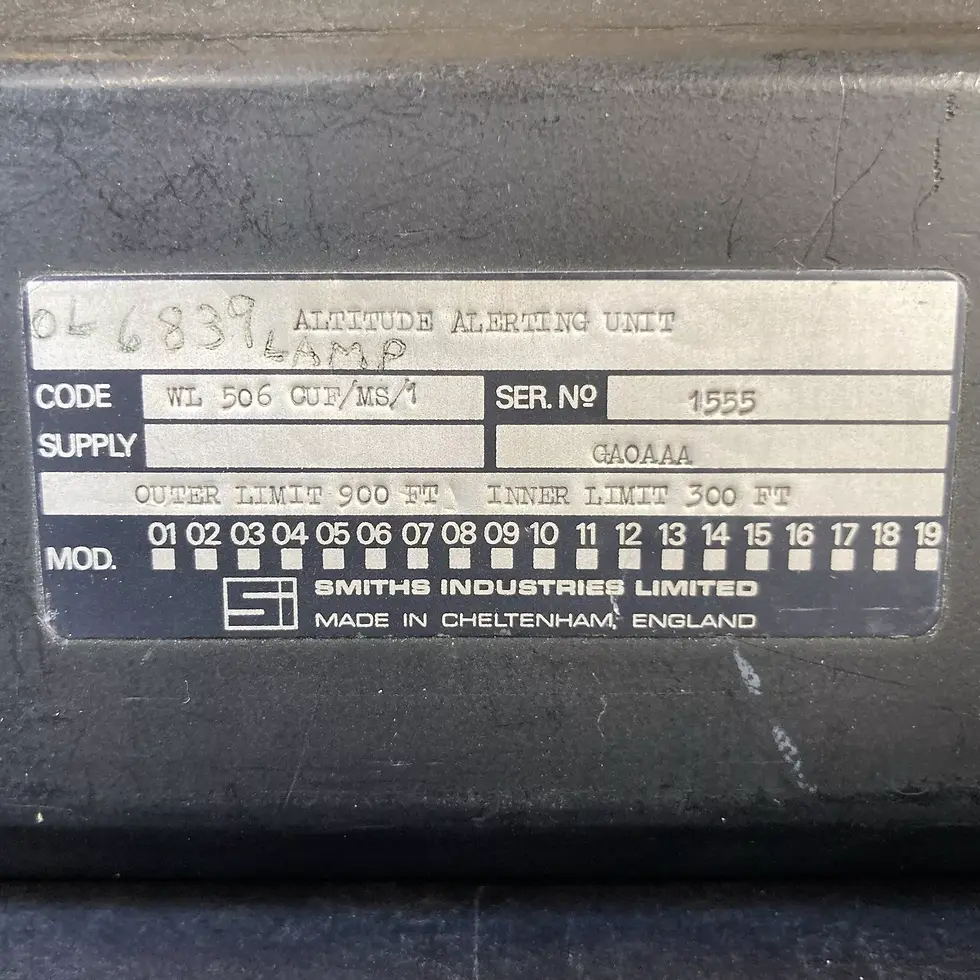 OL 6839 LAMP
ALTITUDE ALERTING UNIT
CODE WL 506 CUF/MS/1 SER. Nº 1555
SUPPLY GAOAAA
OUTER LIMIT 900 FT INNER LIMIT 300 FT
01 02 03 04 05 06 07 08 09 10 11 12 13 14 15 16 17 18 19
MOD.
Si SMITHS INDUSTRIES LIMITED
MADE IN CHELTENHAM, ENGLAND